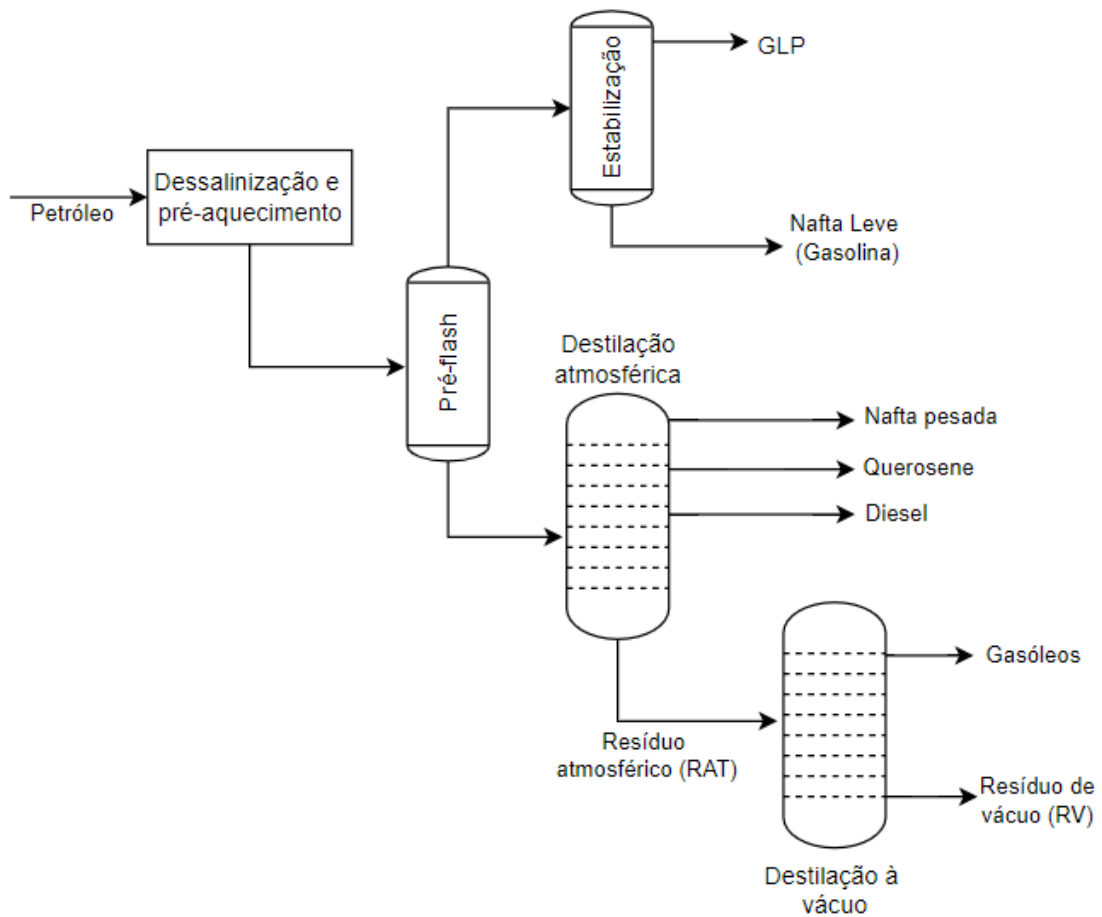 GLP
Estabilização
Dessalinização e
pré-aquecimento
Petróleo
Nafta Leve
(Gasolina)
Pré-flash
Destilação
atmosférica
Nafta pesada
Querosene
Diesel
Gasóleos
Resíduo
atmosférico (RAT)
Resíduo de
vácuo (RV)
Destilação à
vácuo